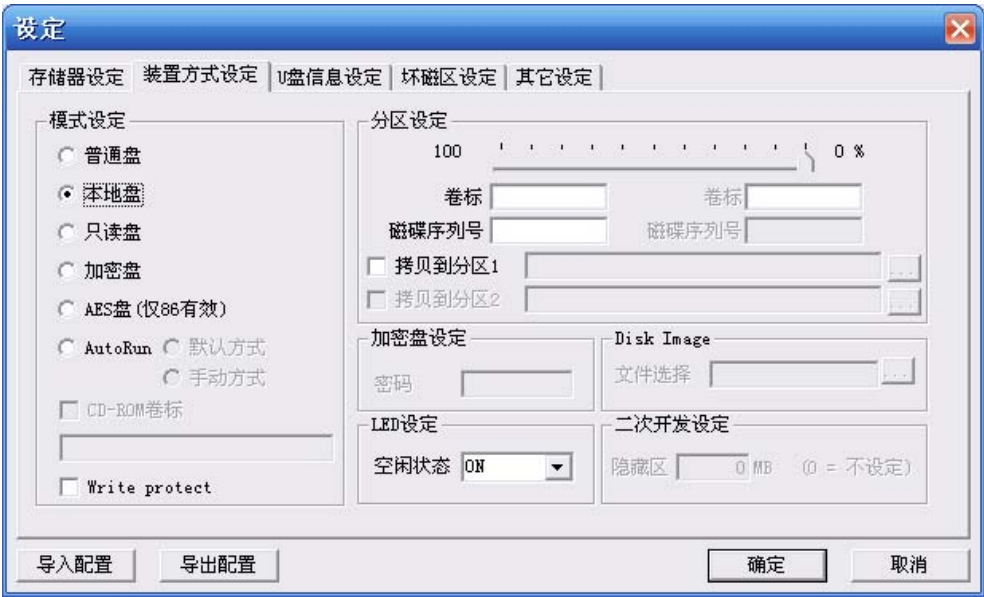 设定
存储器设定 装置方式设定 U盘信息设定 坏磁区设定 其它设定
模式设定
普通盘
本地盘
只读盘
加密盘
AES盘(仅86有效)
AutoRun 默认方式
手动方式
CD-ROM卷标
Write protect
分区设定
100 0 %
卷标 卷标
磁碟序列号 磁碟序列号
拷贝到分区1 ...
拷贝到分区2 ...
加密盘设定
密码
Disk Image
文件选择 ...
LED设定
空闲状态 ON
二次开发设定
隐藏区 0 MB (0 = 不设定)
导入配置 导出配置 确定 取消